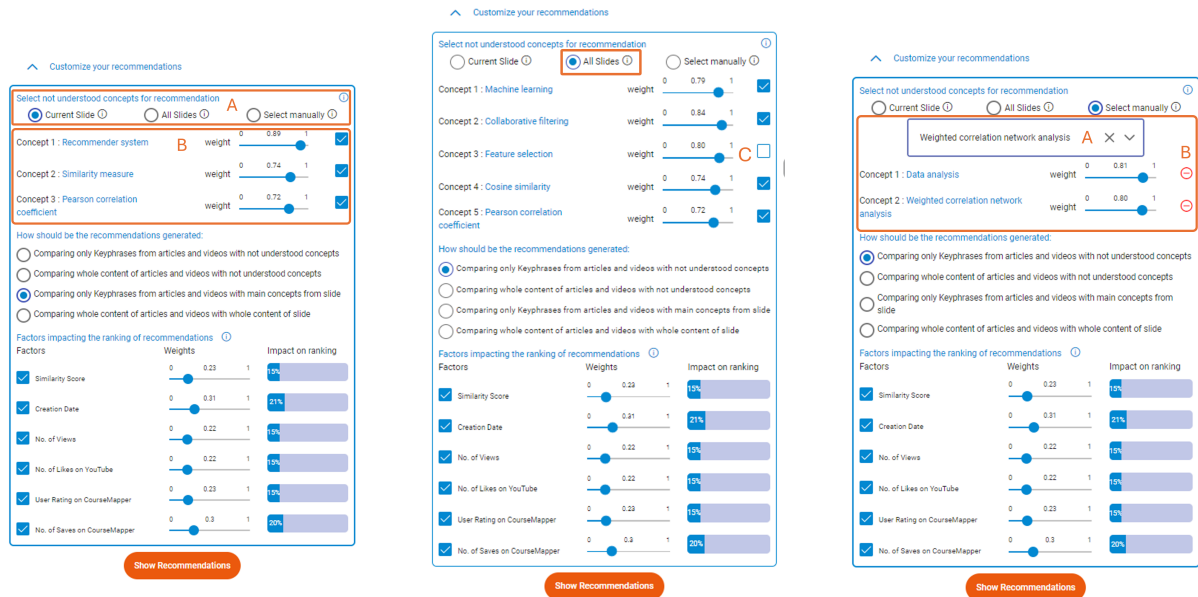 Customize your recommendations
Select not understood concepts for recommendation
A
Current Slide
All Slides
Select manually
Concept 1 : Recommender system
B
weight
0 0.89 1
Concept 2 : Similarity measure
weight
0 0.74 1
Concept 3 : Pearson correlation
coefficient
weight
0 0.72 1
How should be the recommendations generated:
Comparing only Keyphrases from articles and videos with not understood concepts
Comparing whole content of articles and videos with not understood concepts
Comparing only Keyphrases from articles and videos with main concepts from slide
Comparing whole content of articles and videos with whole content of slide
Factors impacting the ranking of recommendations
Factors Weights Impact on ranking
Similarity Score 0 0.23 1 15%
Creation Date 0 0.31 1 21%
No. of Views 0 0.22 1 15%
No. of Likes on YouTube 0 0.22 1 15%
User Rating on CourseMapper 0 0.23 1 15%
No. of Saves on CourseMapper 0 0.3 1 20%
Show Recommendations
Customize your recommendations
Select not understood concepts for recommendation
Current Slide
All Slides
Select manually
Concept 1 : Machine learning weight 0 0.79 1
Concept 2 : Collaborative filtering weight 0 0.84 1
Concept 3 : Feature selection weight 0 0.80 1 C
Concept 4 : Cosine similarity weight 0 0.74 1
Concept 5 : Pearson correlation
coefficient
weight 0 0.72 1
How should be the recommendations generated:
Comparing only Keyphrases from articles and videos with not understood concepts
Comparing whole content of articles and videos with not understood concepts
Comparing only Keyphrases from articles and videos with main concepts from slide
Comparing whole content of articles and videos with whole content of slide
Factors impacting the ranking of recommendations
Factors Weights Impact on ranking
Similarity Score 0 0.23 1 15%
Creation Date 0 0.31 1 21%
No. of Views 0 0.22 1 15%
No. of Likes on YouTube 0 0.22 1 15%
User Rating on CourseMapper 0 0.23 1 15%
No. of Saves on CourseMapper 0 0.3 1 20%
Show Recommendations
Customize your recommendations
Select not understood concepts for recommendation
Current Slide
All Slides
Select manually
Weighted correlation network analysis A
B
Concept 1 : Data analysis weight 0 0.81 1
Concept 2 : Weighted correlation network
analysis
weight 0 0.80 1
How should be the recommendations generated:
Comparing only Keyphrases from articles and videos with not understood concepts
Comparing whole content of articles and videos with not understood concepts
Comparing only Keyphrases from articles and videos with main concepts from
slide
Comparing whole content of articles and videos with whole content of slide
Factors impacting the ranking of recommendations
Factors Weights Impact on ranking
Similarity Score 0 0.23 1 15%
Creation Date 0 0.31 1 21%
No. of Views 0 0.22 1 15%
No. of Likes on YouTube 0 0.22 1 15%
User Rating on CourseMapper 0 0.23 1 15%
No. of Saves on CourseMapper 0 0.3 1 20%
Show Recommendations